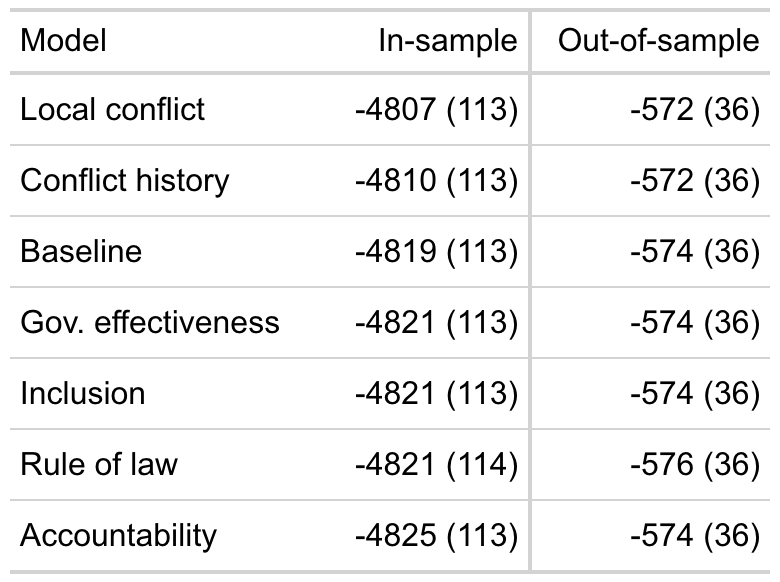 Model In-sample Out-of-sample
Local conflict -4807 (113) -572 (36)
Conflict history -4810 (113) -572 (36)
Baseline -4819 (113) -574 (36)
Gov. effectiveness -4821 (113) -574 (36)
Inclusion -4821 (113) -574 (36)
Rule of law -4821 (114) -576 (36)
Accountability -4825 (113) -574 (36)